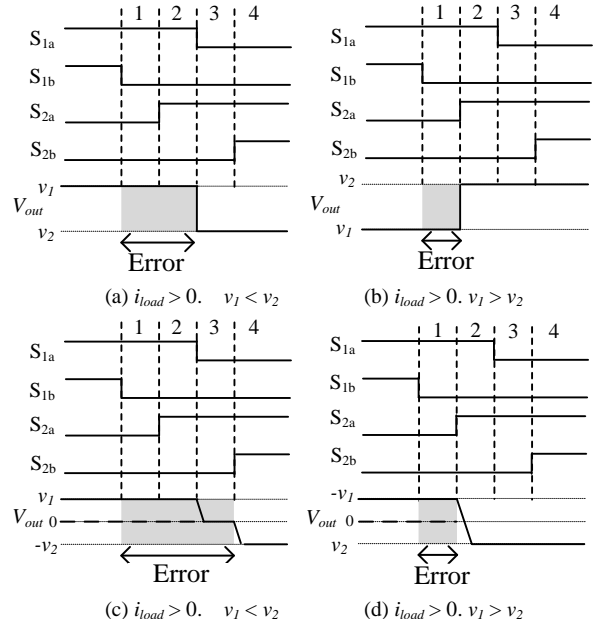 1 2 3 4
S1a
S1b
S2a
S2b
v1
Vout
v2
Error
(a) iload > 0. v1 < v2
1 2 3 4
S1a
S1b
S2a
S2b
v2
Vout
v1
Error
(b) iload > 0. v1 > v2
1 2 3 4
S1a
S1b
S2a
S2b
v1
Vout 0
-v2
Error
(c) iload > 0. v1 < v2
1 2 3 4
S1a
S1b
S2a
S2b
-v1
Vout 0
v2
Error
(d) iload > 0. v1 > v2